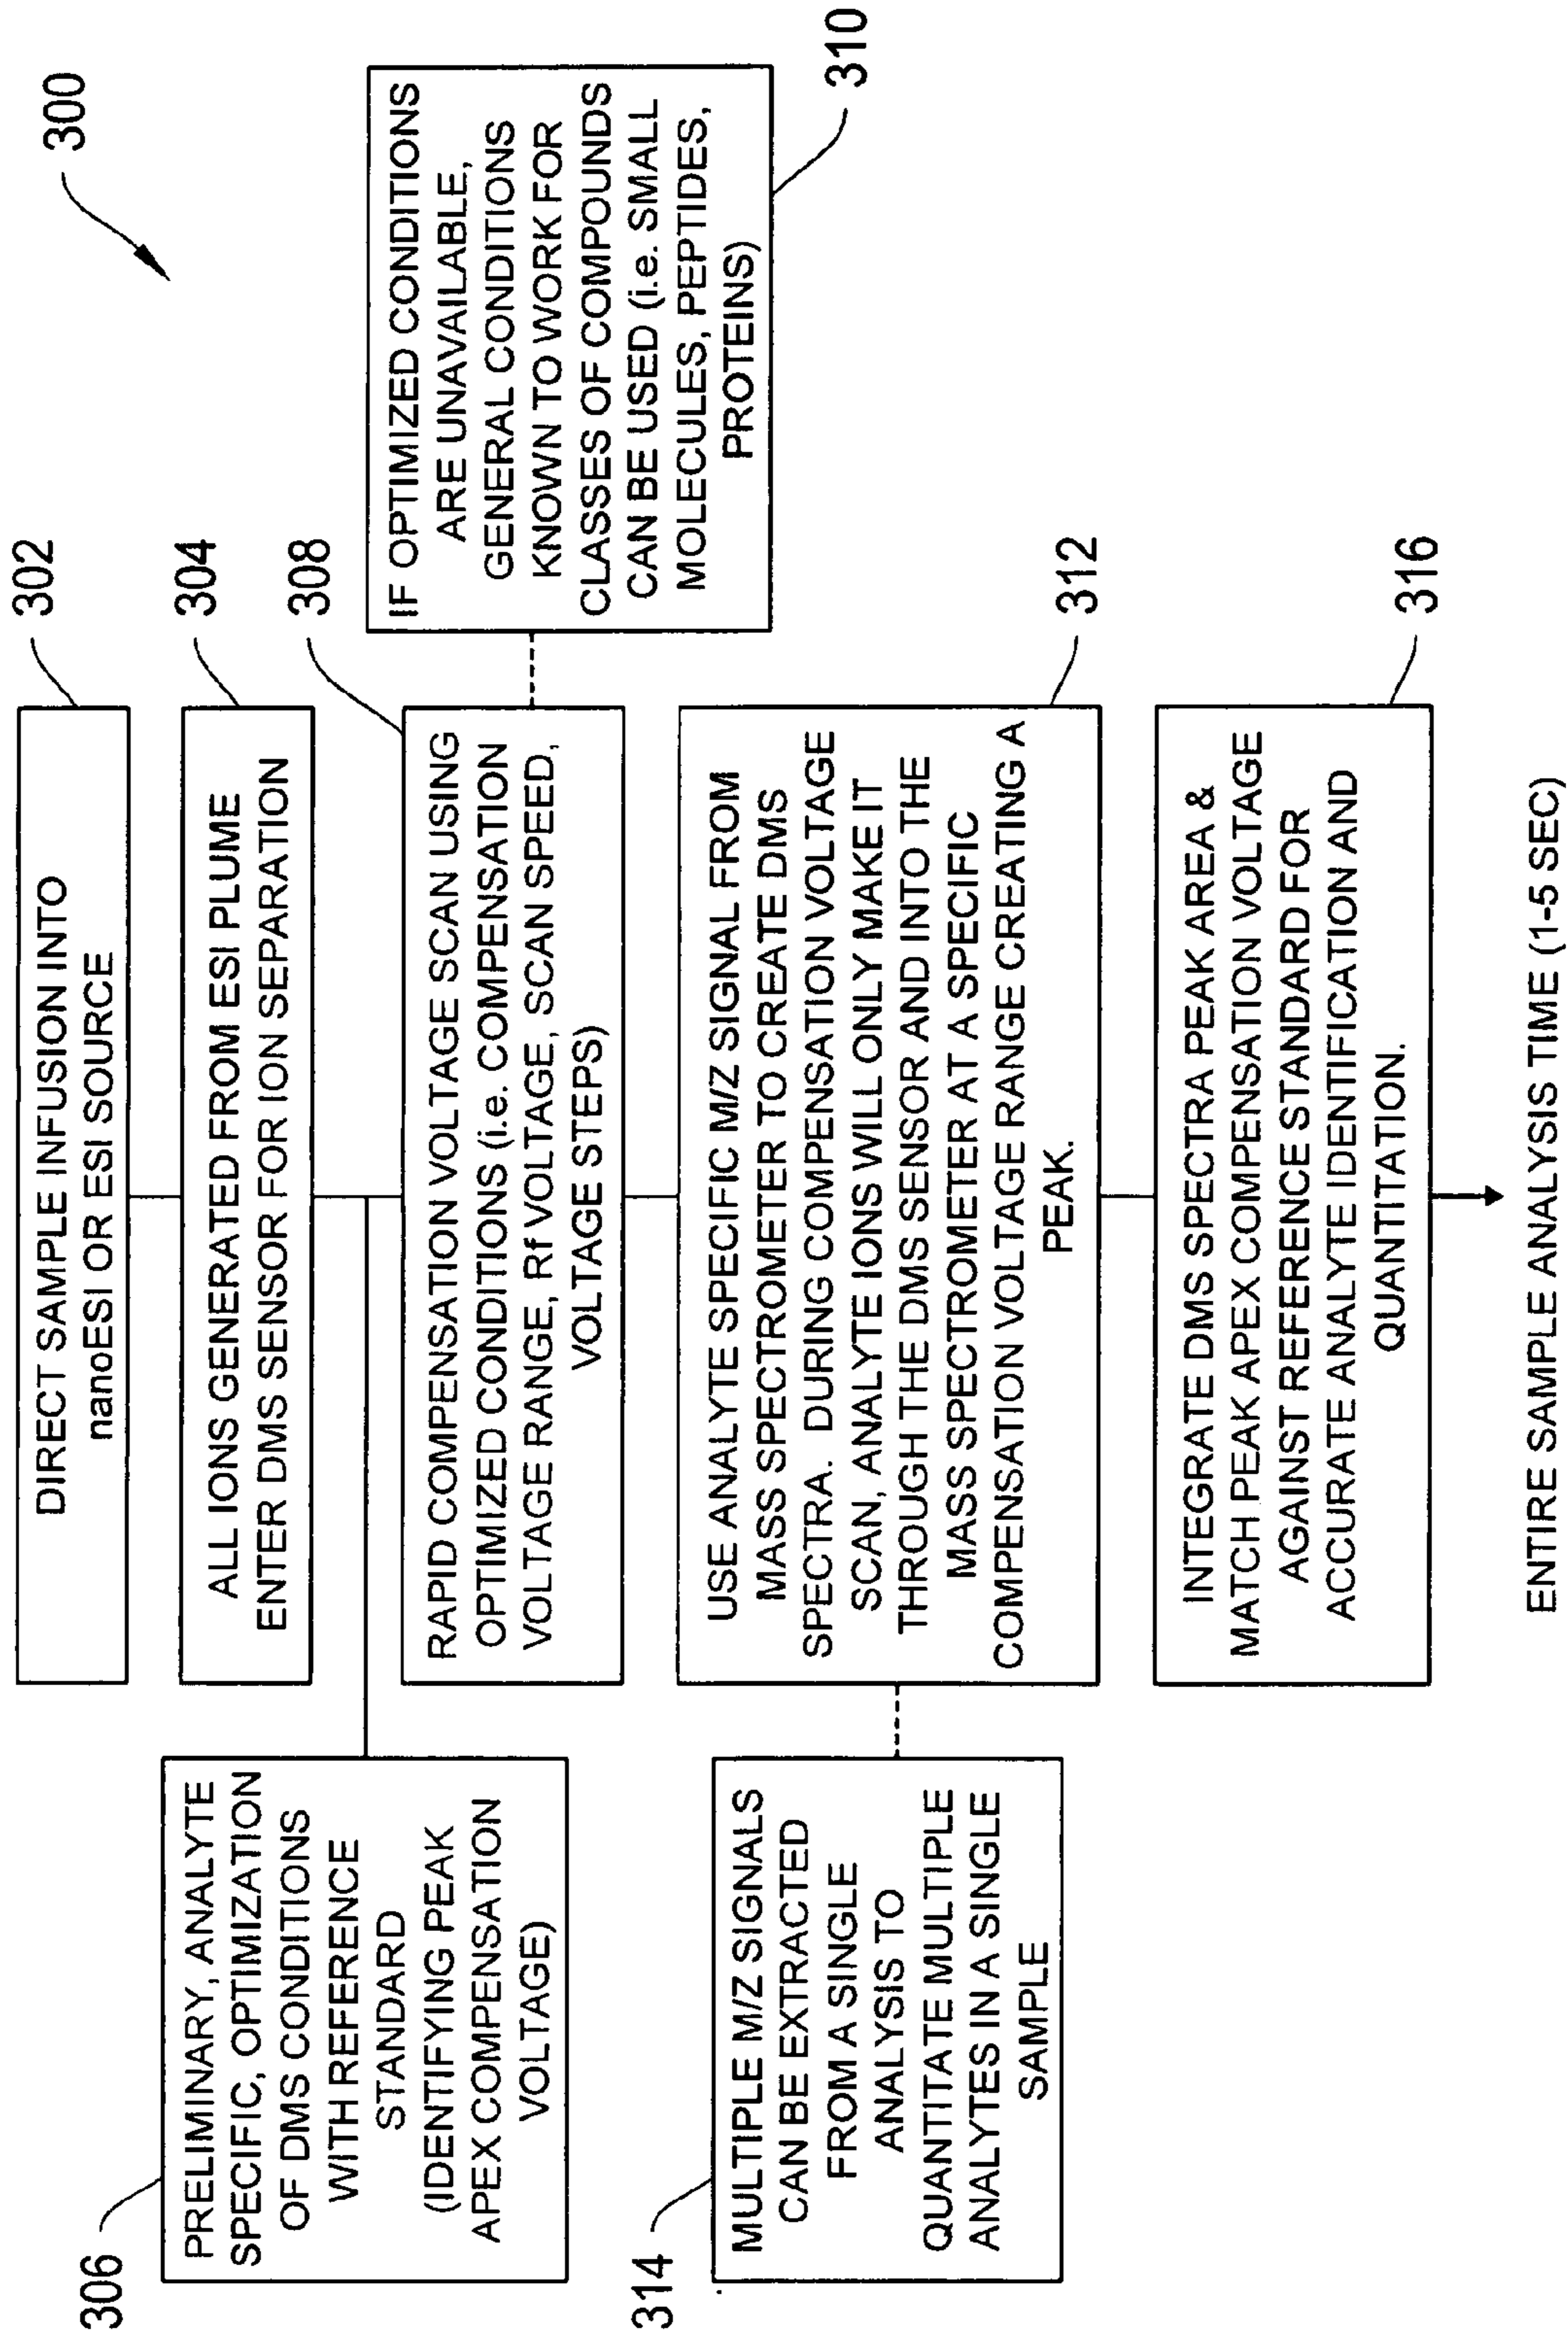 300
302
DIRECT SAMPLE INFUSION INTO
nanoESI OR ESI SOURCE
304
ALL IONS GENERATED FROM ESI PLUME
ENTER DMS SENSOR FOR ION SEPARATION
306
PRELIMINARY, ANALYTE
SPECIFIC, OPTIMIZATION
OF DMS CONDITIONS
WITH REFERENCE
STANDARD
(IDENTIFYING PEAK
APEX COMPENSATION
VOLTAGE)
308
RAPID COMPENSATION VOLTAGE SCAN USING
OPTIMIZED CONDITIONS (i.e. COMPENSATION
VOLTAGE RANGE, Rf VOLTAGE, SCAN SPEED,
VOLTAGE STEPS)
310
IF OPTIMIZED CONDITIONS
ARE UNAVAILABLE,
GENERAL CONDITIONS
KNOWN TO WORK FOR
CLASSES OF COMPOUNDS
CAN BE USED (i.e. SMALL
MOLECULES, PEPTIDES,
PROTEINS)
312
USE ANALYTE SPECIFIC M/Z SIGNAL FROM
MASS SPECTROMETER TO CREATE DMS
SPECTRA. DURING COMPENSATION VOLTAGE
SCAN, ANALYTE IONS WILL ONLY MAKE IT
THROUGH THE DMS SENSOR AND INTO THE
MASS SPECTROMETER AT A SPECIFIC
COMPENSATION VOLTAGE RANGE CREATING A
PEAK.
314
MULTIPLE M/Z SIGNALS
CAN BE EXTRACTED
FROM A SINGLE
ANALYSIS TO
QUANTITATE MULTIPLE
ANALYTES IN A SINGLE
SAMPLE
316
INTEGRATE DMS SPECTRA PEAK AREA &
MATCH PEAK APEX COMPENSATION VOLTAGE
AGAINST REFERENCE STANDARD FOR
ACCURATE ANALYTE IDENTIFICATION AND
QUANTITATION.
ENTIRE SAMPLE ANALYSIS TIME (1-5 SEC)